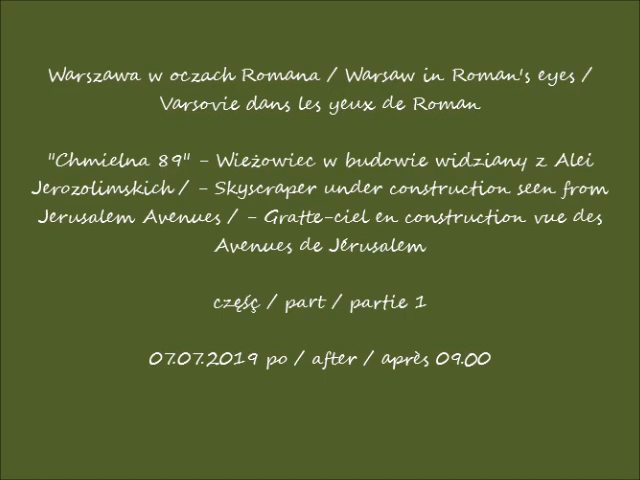 Warszawa w oczach Romana / Warsaw in Roman's eyes /
Varsovie dans les yeux de Roman
"Chmielna 89" - Wieżowiec w budowie widziany z Alei
Jerozolimskich / - Skyscraper under construction seen from
Jerusalem Avenues / - Gratte-ciel en construction vue des
Avenues de Jérusalem
częśç / part / partie 1
07.07.2019 po / after / après 09.00